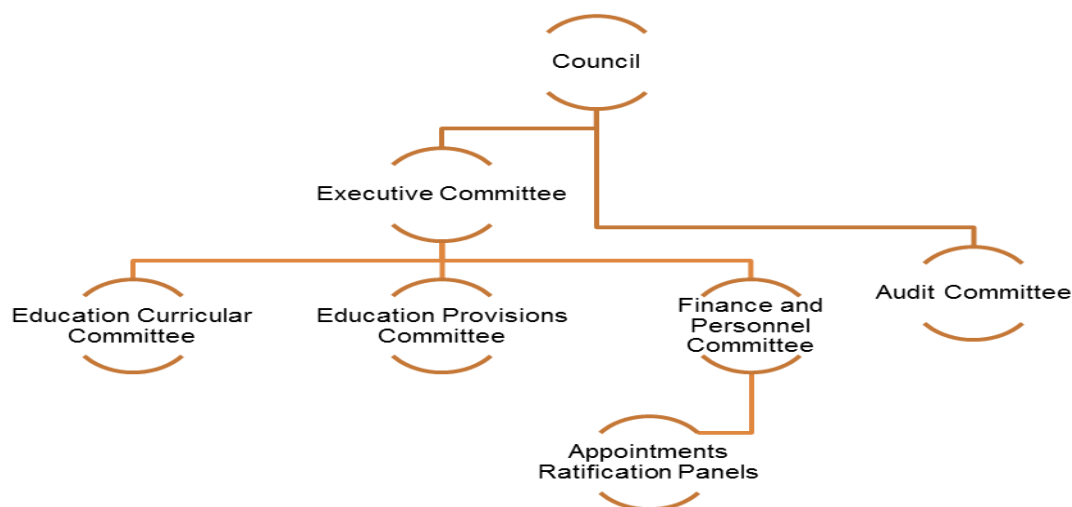 Council
Executive Committee
Education Curricular
Committee
Education Provisions
Committee
Finance and
Personnel
Committee
Audit Committee
Appointments
Ratification Panels